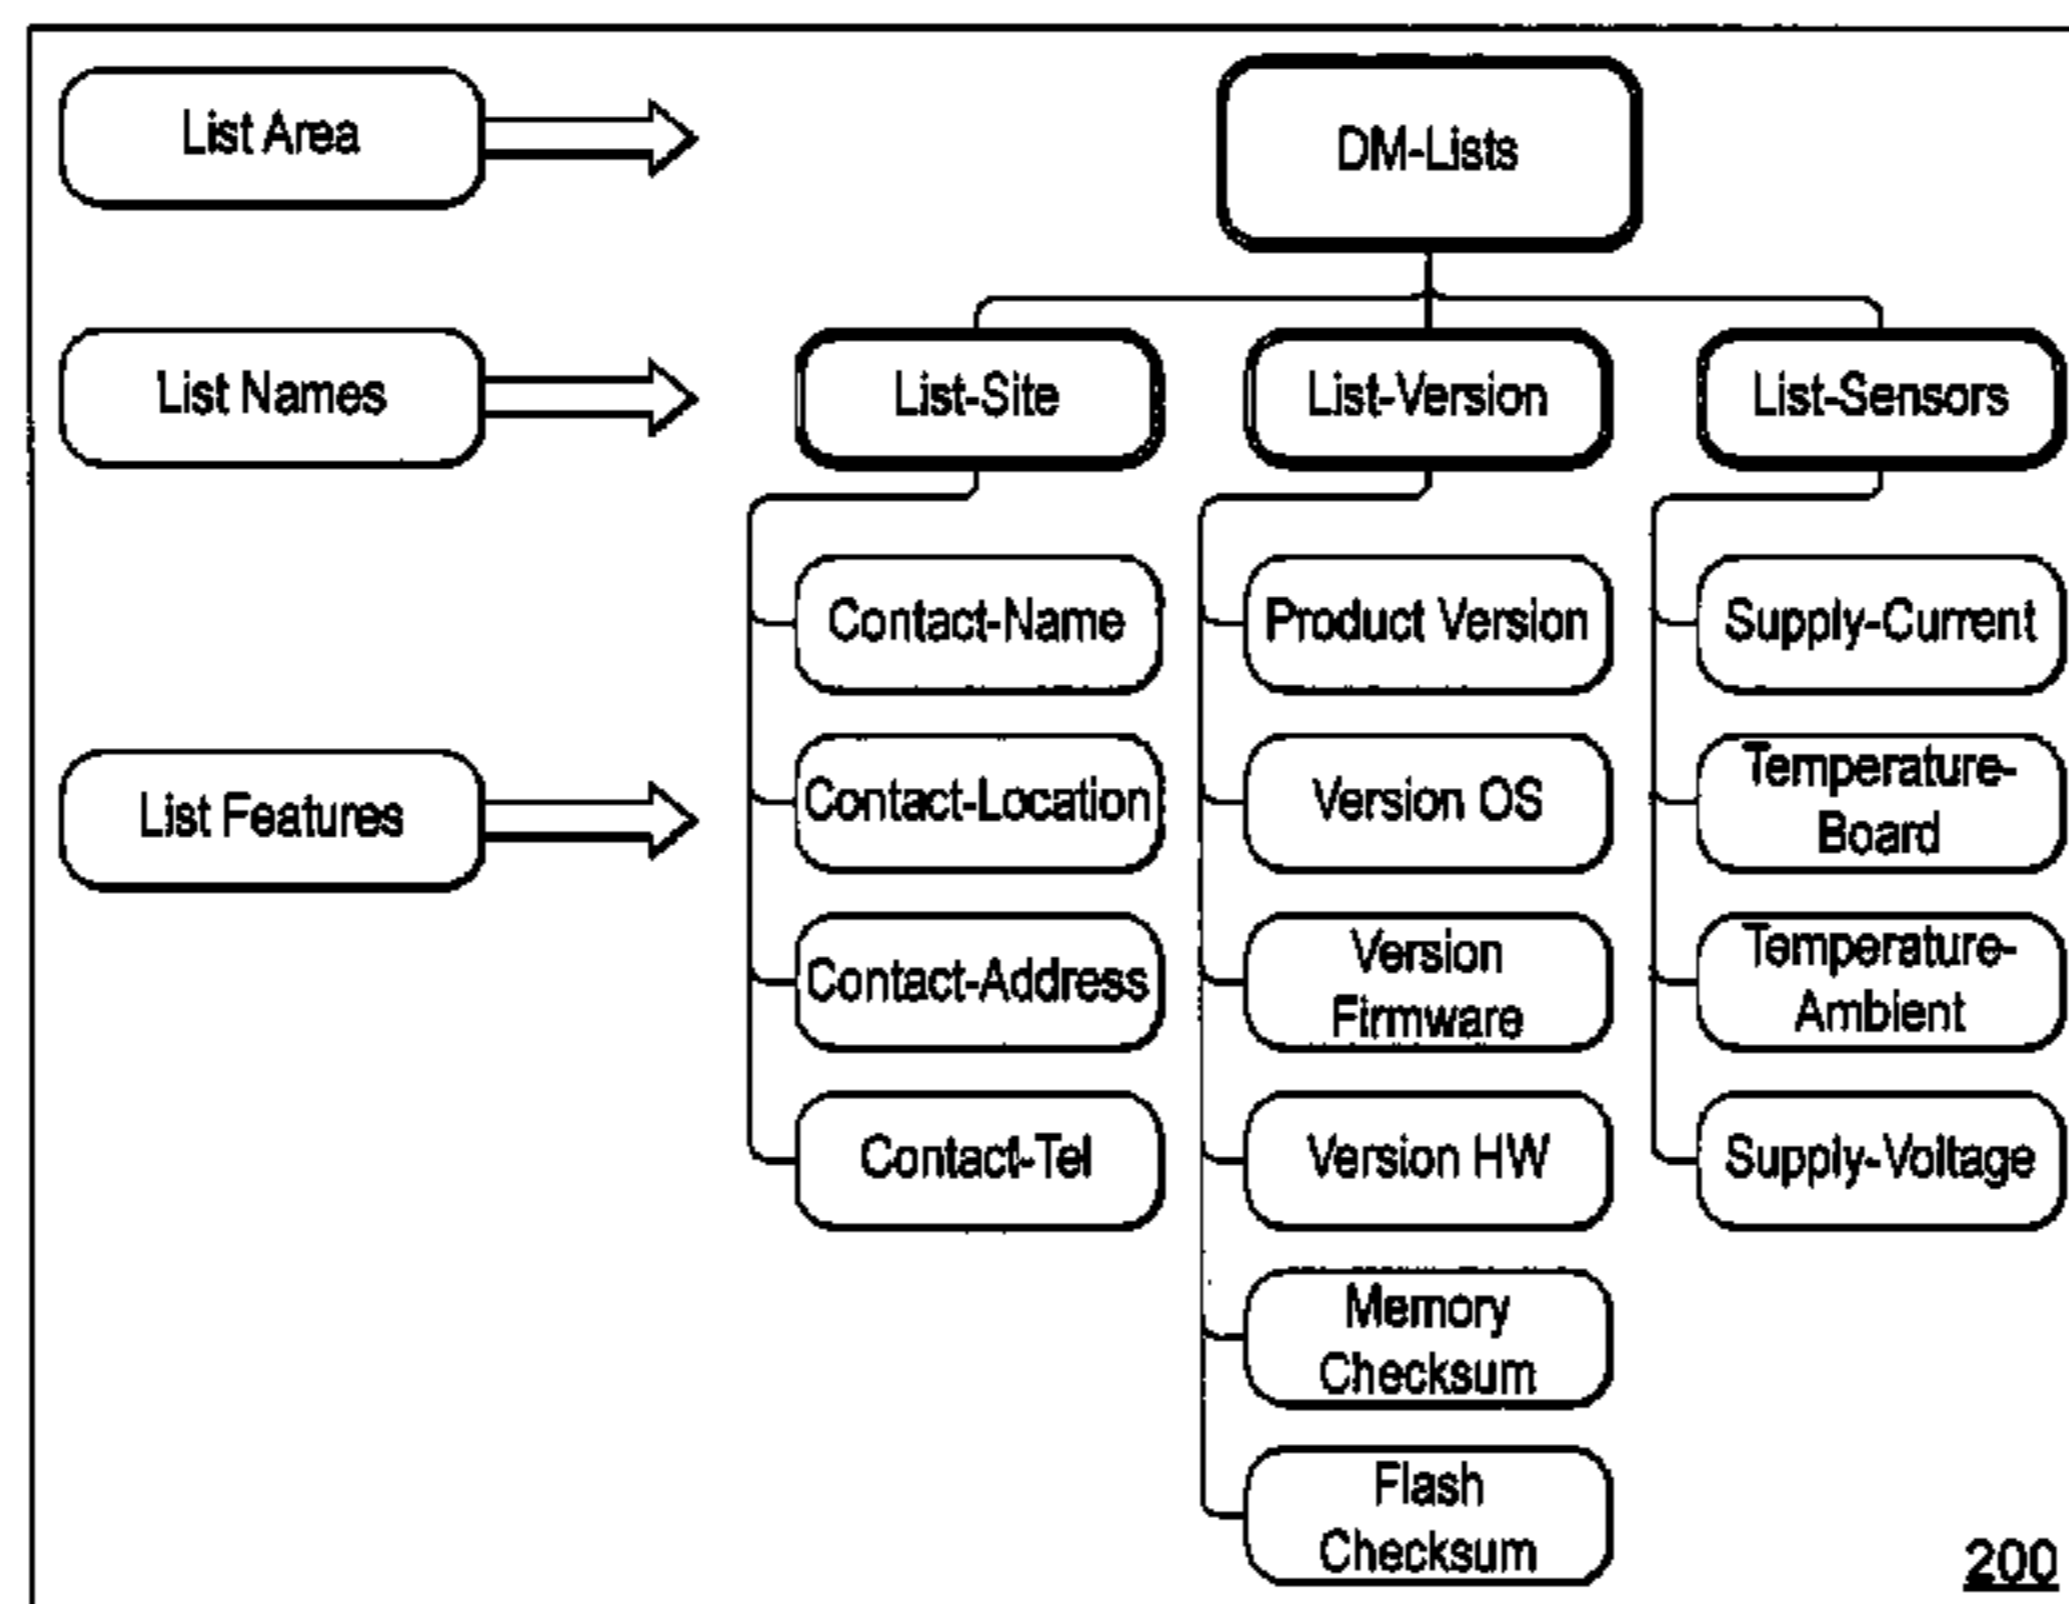 List Area
DM-Lists
List Names
List-Site
List-Version
List-Sensors
List Features
Contact-Name
Contact-Location
Contact-Address
Contact-Tel
Product Version
Version OS
Version
Firmware
Version HW
Memory
Checksum
Flash
Checksum
Supply-Current
Temperature-
Board
Temperature-
Ambient
Supply-Voltage
200